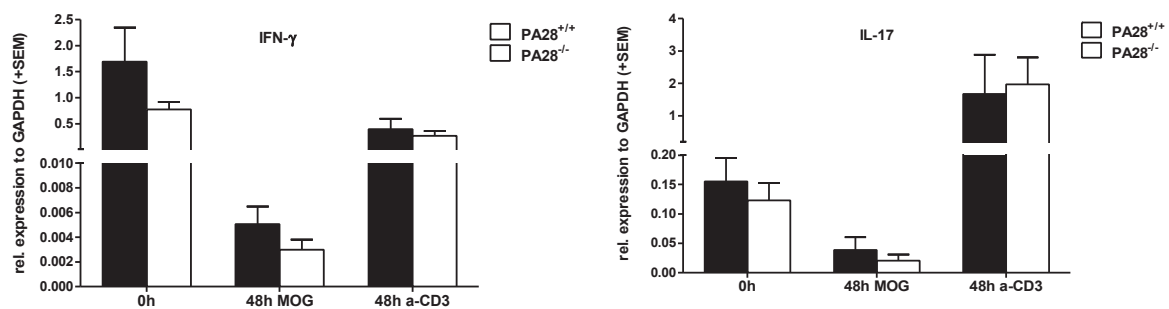 IFN-γ
PA28+/+
PA28-/-
rel. expression to GAPDH (+SEM)
2.5
2.0
1.5
1.0
0.5
0.010
0.008
0.006
0.004
0.002
0.000
0h
48h MOG
48h a-CD3
IL-17
PA28+/+
PA28-/-
rel. expression to GAPDH (+SEM)
4
3
2
1
0.20
0.15
0.10
0.05
0.00
0h
48h MOG
48h a-CD3